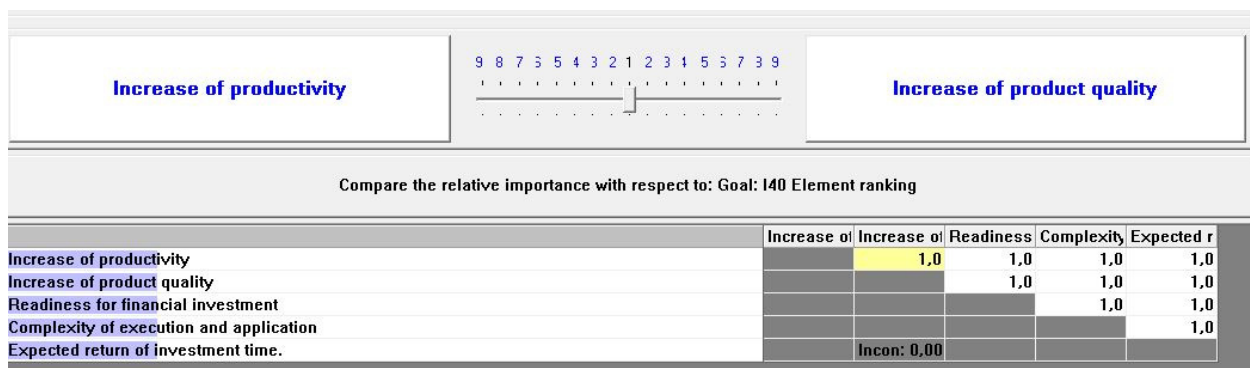 9 8 7 6 5 4 3 2 1 2 3 4 5 6 7 8 9
Increase of productivity
Increase of product quality
Compare the relative importance with respect to: Goal: I40 Element ranking
Increase of Increase of Readiness Complexity Expected r
Increase of productivity 1,0 1,0 1,0 1,0
Increase of product quality 1,0 1,0 1,0
Readiness for financial investment 1,0 1,0
Complexity of execution and application 1,0
Expected return of investment time. Incon: 0,00